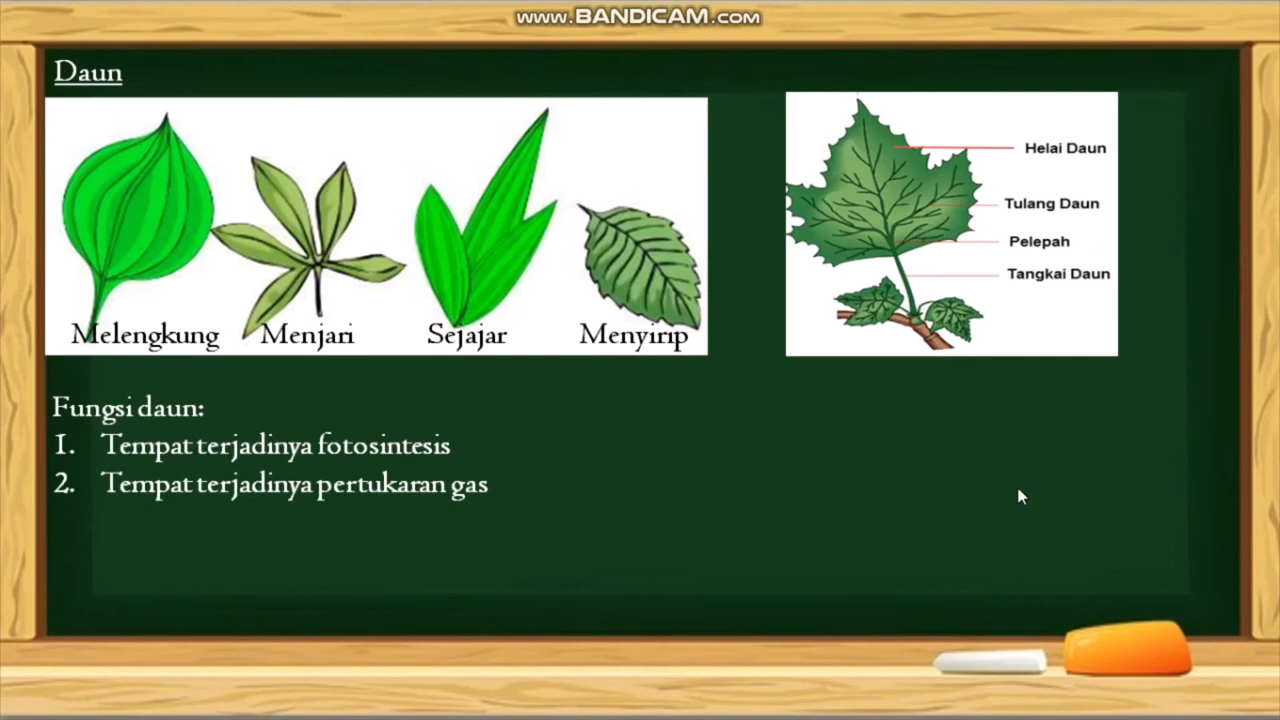 www.BANDICAM.com
Daun
Melengkung Menjari Sejajar Menyirip
Helai Daun
Tulang Daun
Pelepah
Tangkai Daun
Fungsi daun:
1. Tempat terjadinya fotosintesis
2. Tempat terjadinya pertukaran gas